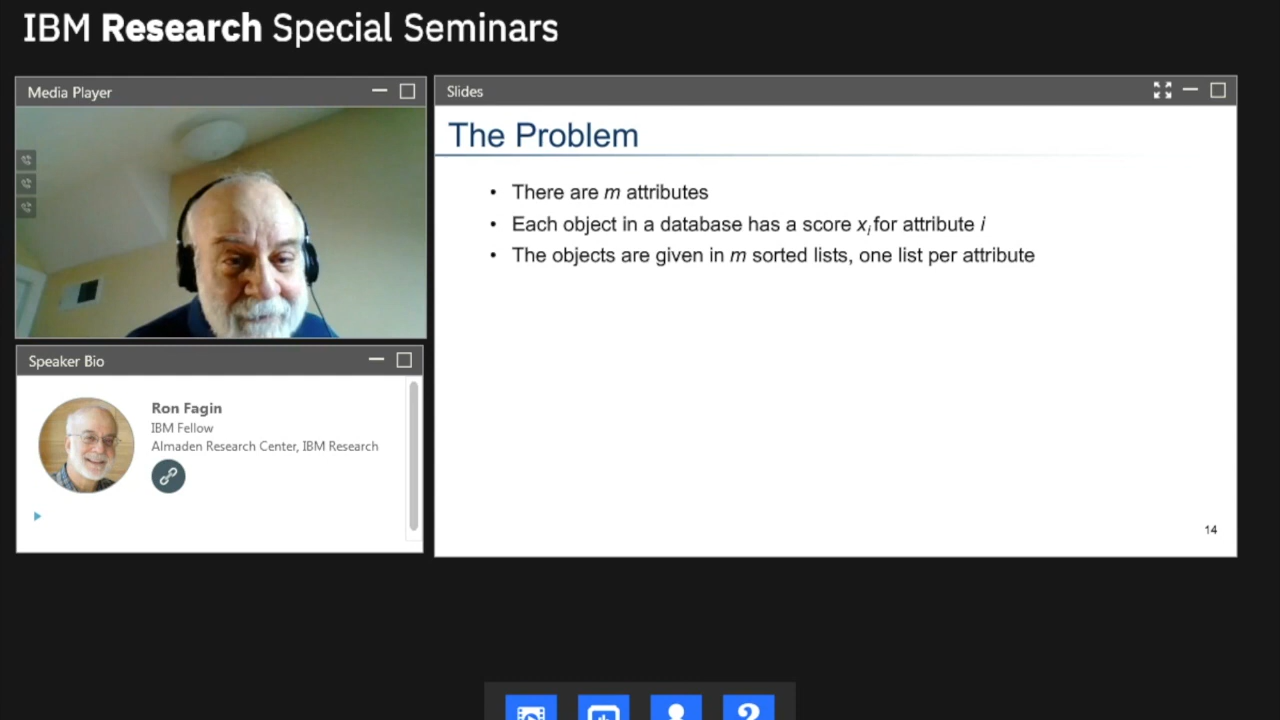 IBM Research Special Seminars
Media Player
Slides
The Problem
• There are m attributes
• Each object in a database has a score xᵢ for attribute i
• The objects are given in m sorted lists, one list per attribute
14
Speaker Bio
Ron Fagin
IBM Fellow
Almaden Research Center, IBM Research
?